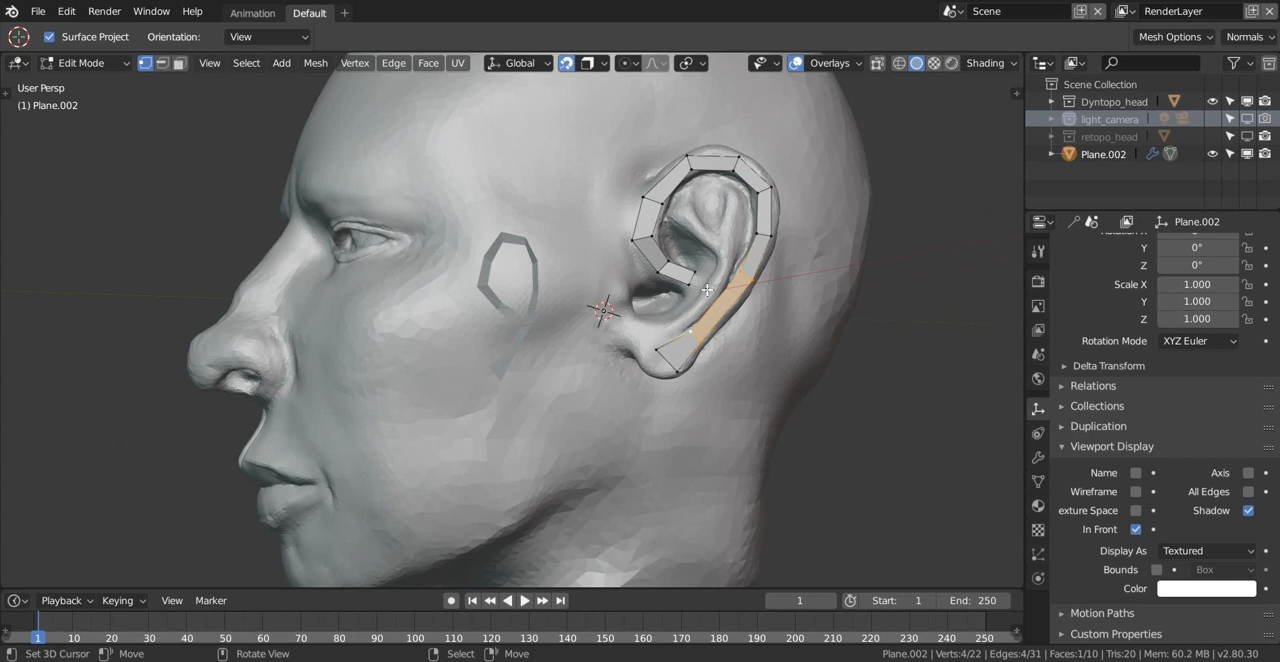 File Edit Render Window Help Animation Default + Scene RenderLayer
Surface Project Orientation: View Mesh Options Normals
Edit Mode View Select Add Mesh Vertex Edge Face UV Global Overlays Shading
User Persp
(1) Plane.002
Scene Collection
Dyntopo_head
light_camera
retopo_head
Plane.002
Plane.002
Y 0°
Z 0°
Scale X 1.000
Y 1.000
Z 1.000
Rotation Mode XYZ Euler
Delta Transform
Relations
Collections
Duplication
Viewport Display
Name Axis
Wireframe All Edges
exture Space Shadow
In Front
Display As Textured
Bounds Box
Color
Motion Paths
Custom Properties
Playback Keying View Marker 1 Start: 1 End: 250
1 10 20 30 40 50 60 70 80 90 100 110 120 130 140 150 160 170 180 190 200 210 220 230 240 250
Set 3D Cursor Move Rotate View Select Move Plane.002 | Verts:4/22 | Edges:4/31 | Faces:1/10 | Tris:20 | Mem: 60.2 MB | v2.80.30